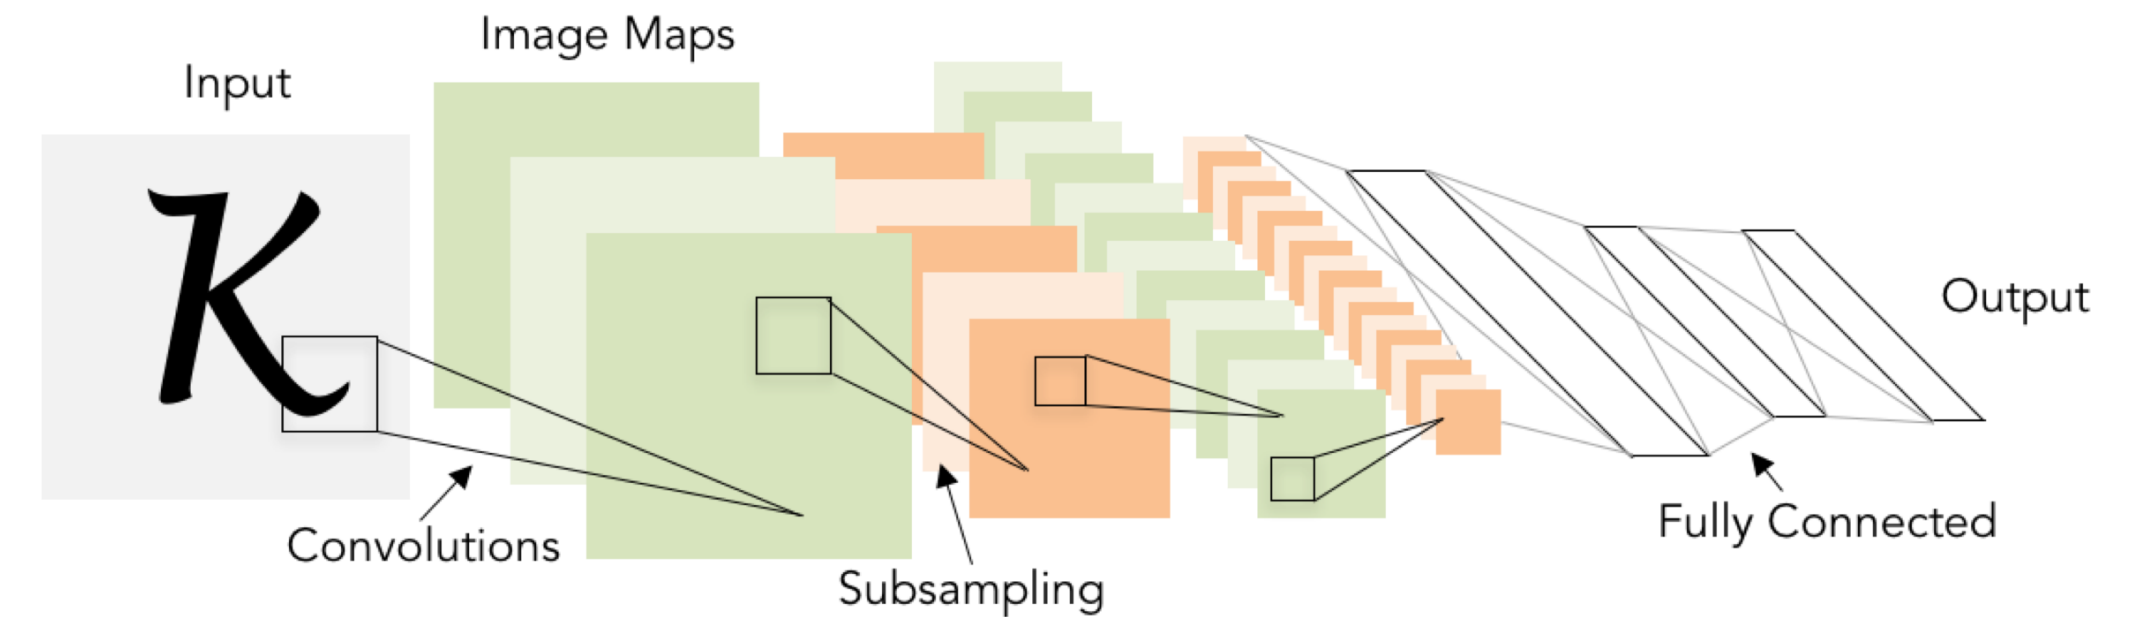 Image Maps
Input
K
Output
Convolutions
Subsampling
Fully Connected